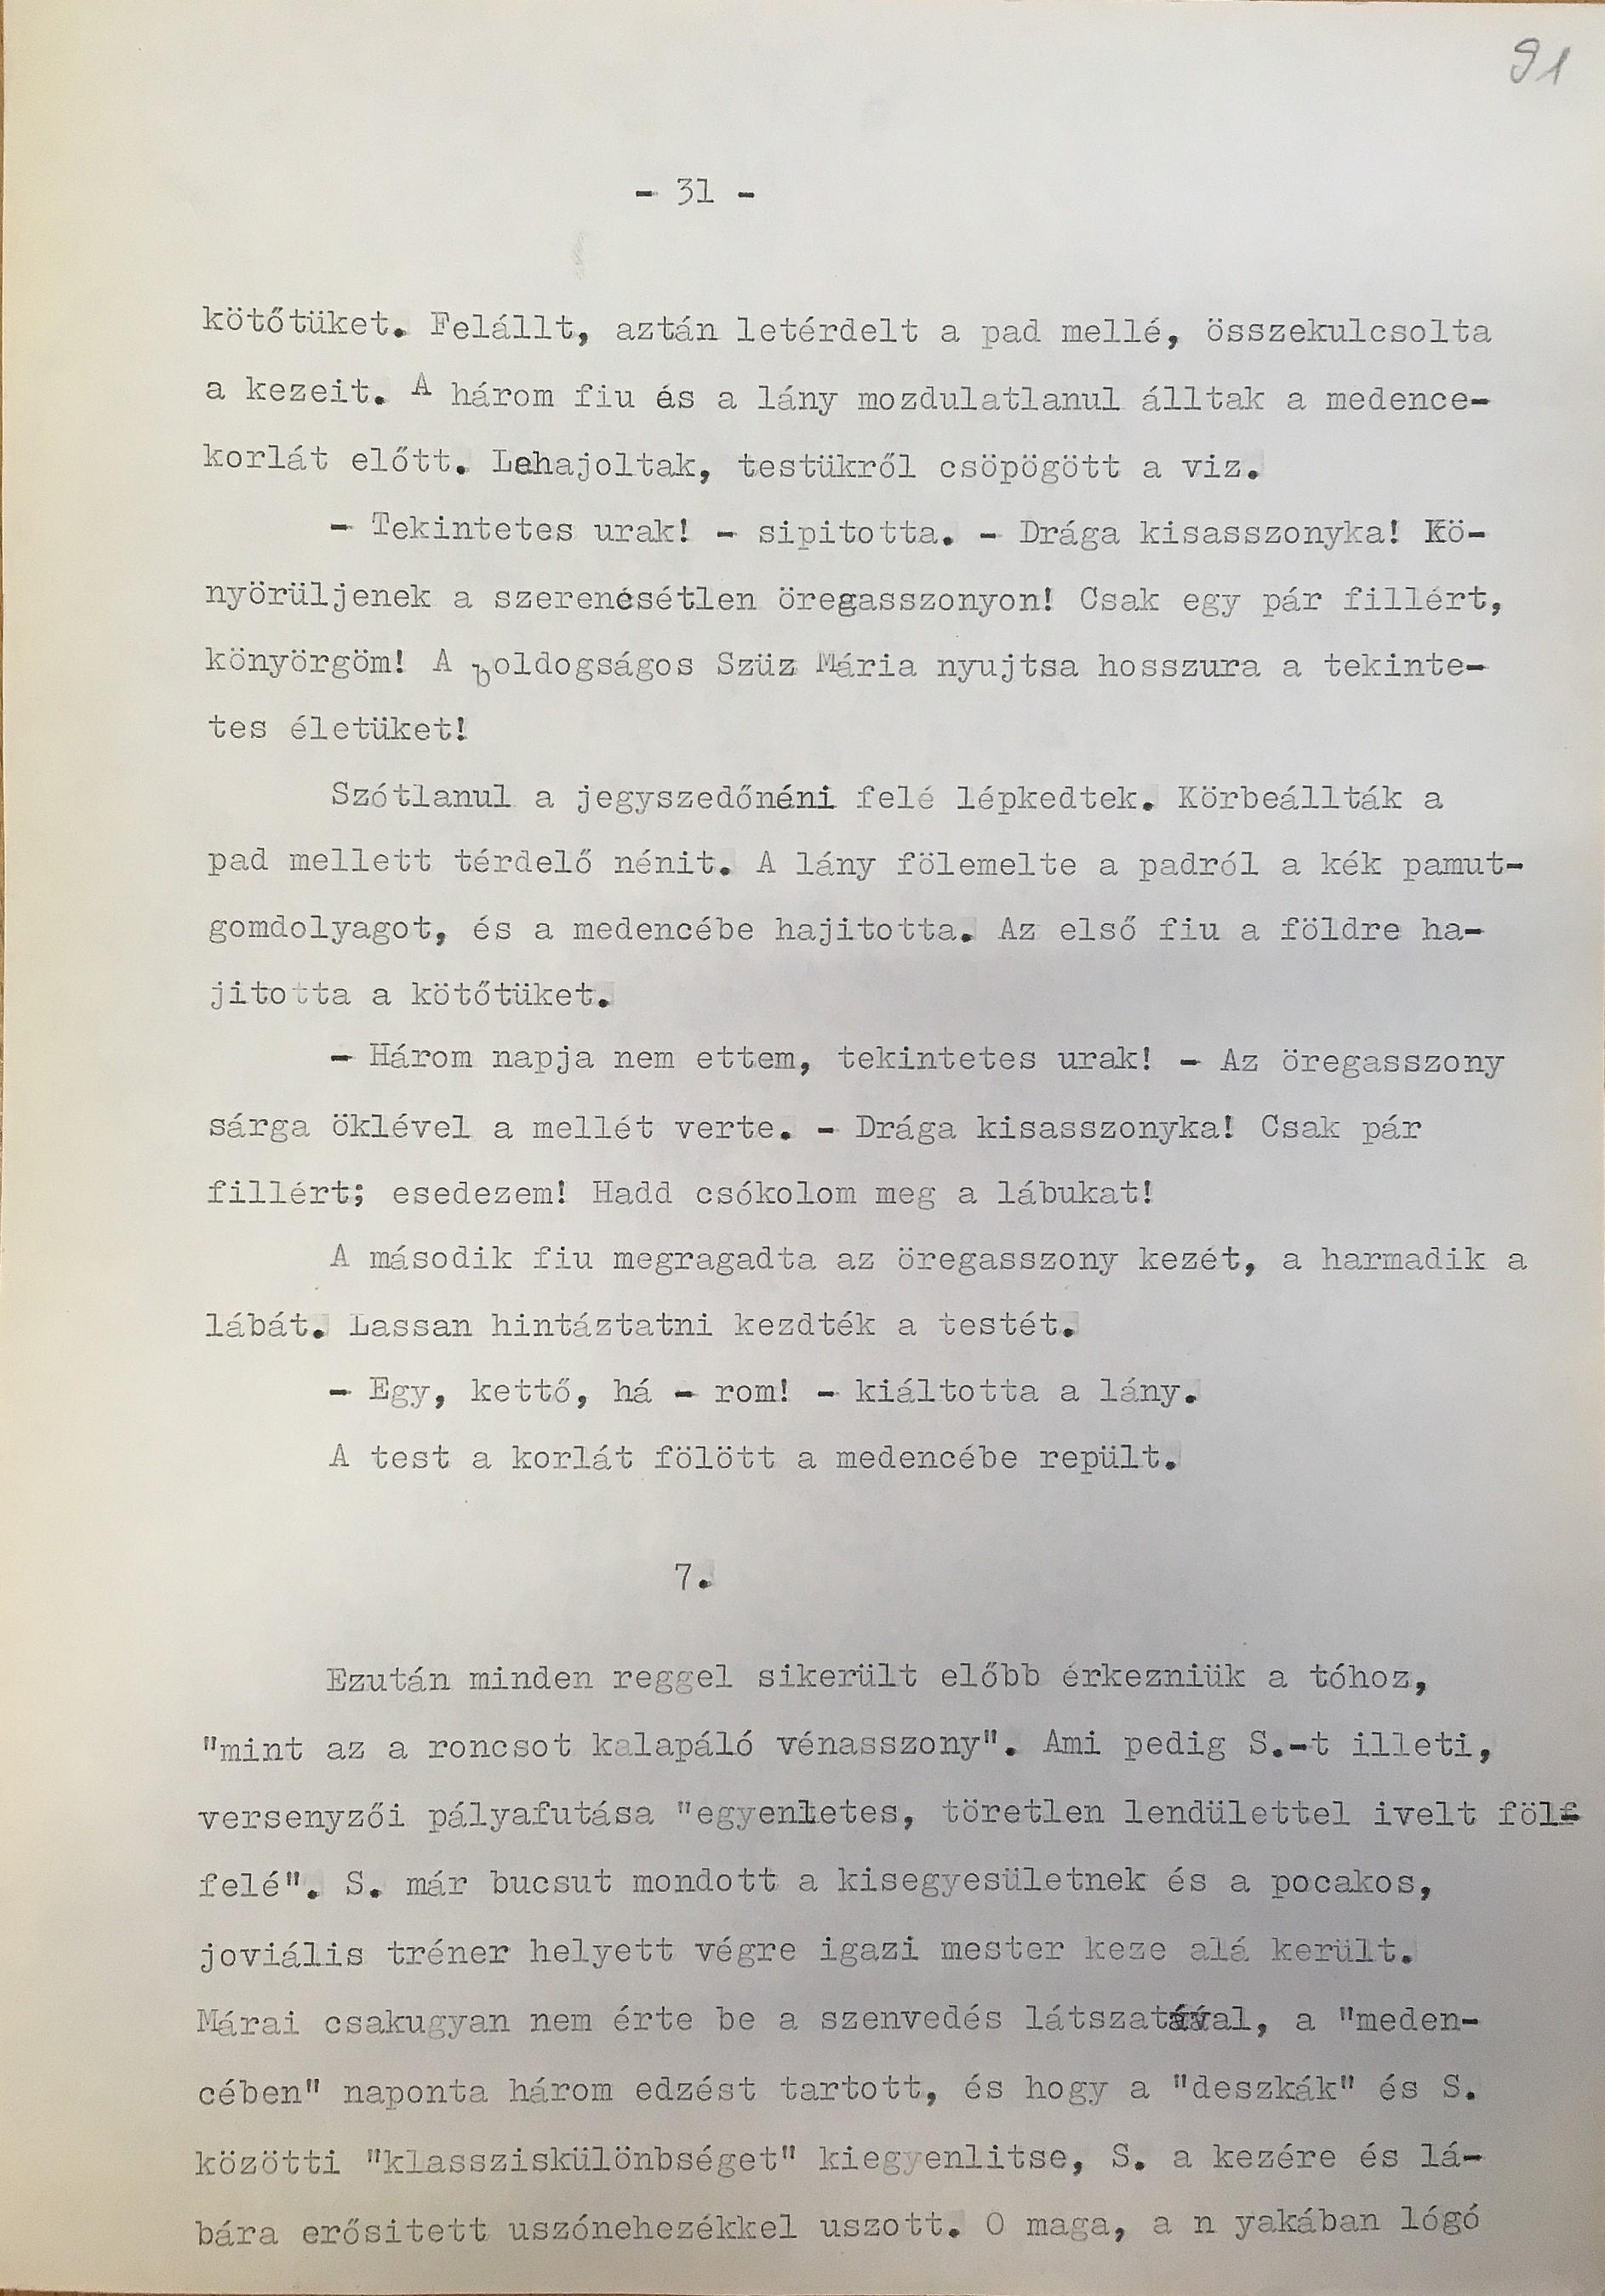 91
- 31 -
kötőtüket. Felállt, aztán letérdelt a pad mellé, összekulcsolta
a kezeit. A három fiu és a lány mozdulatlanul álltak a medence-
korlát előtt. Lehajoltak, testükről csöpögött a viz.
- Tekintetes urak! - sipitotta. - Drága kisasszonyka! Kö-
nyörüljenek a szerencsétlen öregasszonyon! Csak egy pár fillért,
könyörgöm! A boldogságos Szüz Mária nyujtsa hosszura a tekinte-
tes életüket!
Szótlanul a jegyszedőnéni felé lépkedtek. Körbeállták a
pad mellett térdelő nénit. A lány fölemelte a padról a kék pamut-
gomdolyagot, és a medencébe hajitotta. Az első fiu a földre ha-
jitotta a kötőtüket.
- Három napja nem ettem, tekintetes urak! - Az öregasszony
sárga öklével a mellét verte. - Drága kisasszonyka! Csak pár
fillért; esedezem! Hadd csókolom meg a lábukat!
A második fiu megragadta az öregasszony kezét, a harmadik a
lábát. Lassan hintáztatni kezdték a testét.
- Egy, kettő, há - rom! - kiáltotta a lány.
A test a korlát fölött a medencébe repült.
7.
Ezután minden reggel sikerült előbb érkezniük a tóhoz,
"mint az a roncsot kalapáló vénasszony". Ami pedig S.-t illeti,
versenyzői pályafutása "egyenletes, töretlen lendülettel ivelt föl-
felé". S. már bucsut mondott a kisegyesületnek és a pocakos,
joviális tréner helyett végre igazi mester keze alá került.
Márai csakugyan nem érte be a szenvedés látszatával, a "meden-
cében" naponta három edzést tartott, és hogy a "deszkák" és S.
közötti "klassziskülönbséget" kiegyenlitse, S. a kezére és lá-
bára erősitett uszónehezékkel uszott. O maga, a n yakában lógó